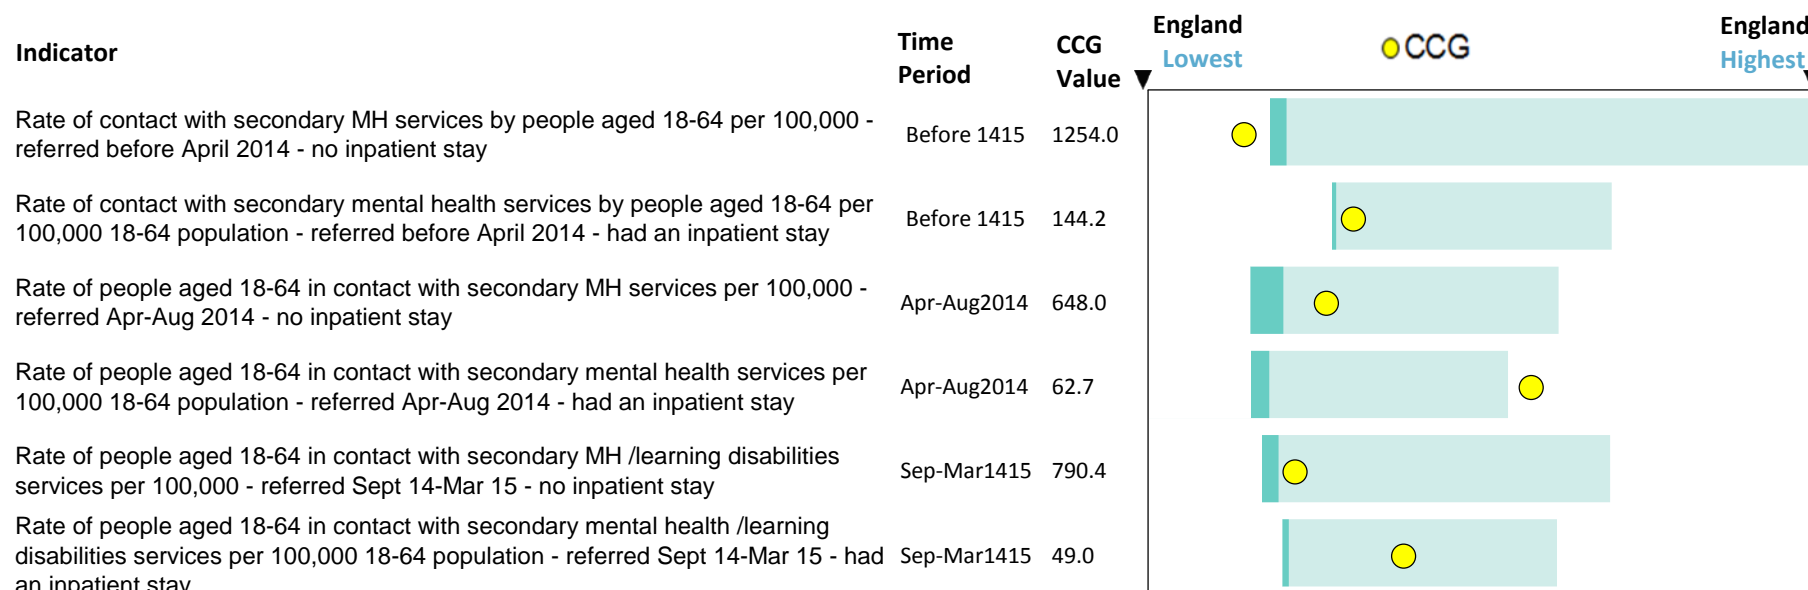 Indicator
Time
Period
CCG
Value
England
Lowest
CCG
England
Highest
Rate of contact with secondary MH services by people aged 18-64 per 100,000 -
referred before April 2014 - no inpatient stay
Before 1415
1254.0
Rate of contact with secondary mental health services by people aged 18-64 per
100,000 18-64 population - referred before April 2014 - had an inpatient stay
Before 1415
144.2
Rate of people aged 18-64 in contact with secondary MH services per 100,000 -
referred Apr-Aug 2014 - no inpatient stay
Apr-Aug2014
648.0
Rate of people aged 18-64 in contact with secondary mental health services per
100,000 18-64 population - referred Apr-Aug 2014 - had an inpatient stay
Apr-Aug2014
62.7
Rate of people aged 18-64 in contact with secondary MH /learning disabilities
services per 100,000 - referred Sept 14-Mar 15 - no inpatient stay
Sep-Mar1415
790.4
Rate of people aged 18-64 in contact with secondary mental health /learning
disabilities services per 100,000 18-64 population - referred Sept 14-Mar 15 - had
an inpatient stay
Sep-Mar1415
49.0